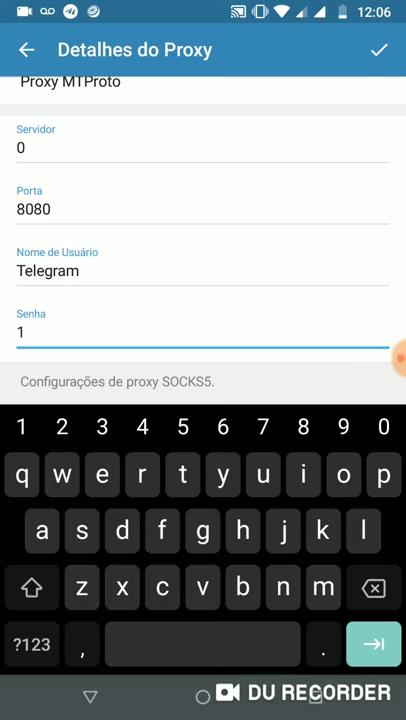 12:06
Detalhes do Proxy
Proxy MTProto
Servidor
0
Porta
8080
Nome de Usuário
Telegram
Senha
1
Configurações de proxy SOCKS5.
1 2 3 4 5 6 7 8 9 0
q w e r t y u i o p
a s d f g h j k l
z x c v b n m
?123 , .
DU RECORDER